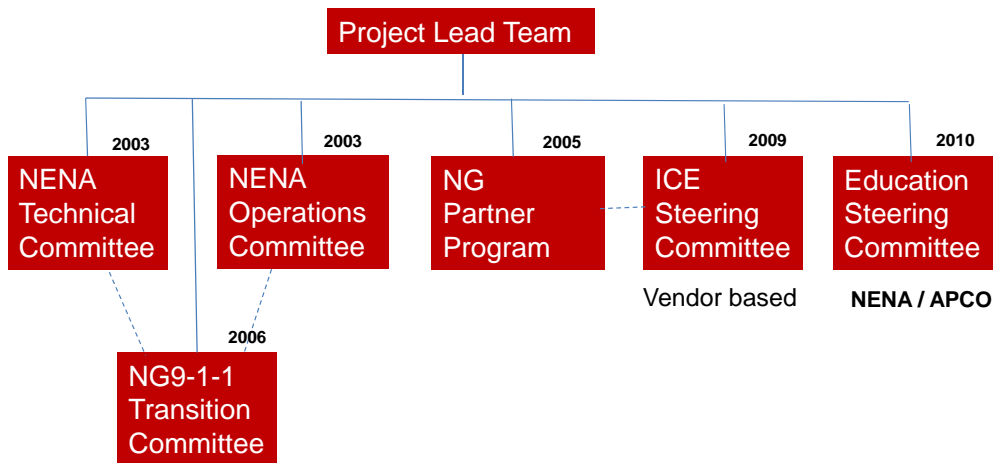 Project Lead Team
2003
NENA
Technical
Committee
2003
NENA
Operations
Committee
2005
NG
Partner
Program
2009
ICE
Steering
Committee
Vendor based
2010
Education
Steering
Committee
NENA / APCO
2006
NG9-1-1
Transition
Committee